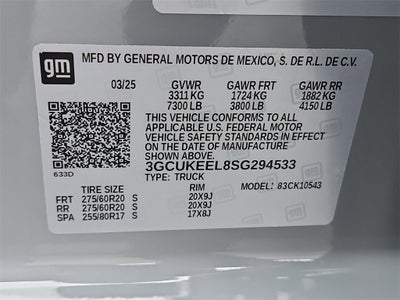 gm
MFD BY GENERAL MOTORS DE MEXICO, S. DE R.L. DE C.V.
03/25 GVWR GAWR FRT GAWR RR
3311 KG 1724 KG 1882 KG
7300 LB 3800 LB 4150 LB
THIS VEHICLE CONFORMS TO ALL
APPLICABLE U.S. FEDERAL MOTOR
VEHICLE SAFETY STANDARDS IN EFFECT
ON THE DATE OF MANUFACTURE SHOWN ABOVE.
633D 3GCUKEEL8SG294533
TYPE: TRUCK MODEL: 83CK10543
TIRE SIZE RIM
FRT 275/60R20 S 20X9J
RR 275/60R20 S 20X9J
SPA 255/80R17 S 17X8J